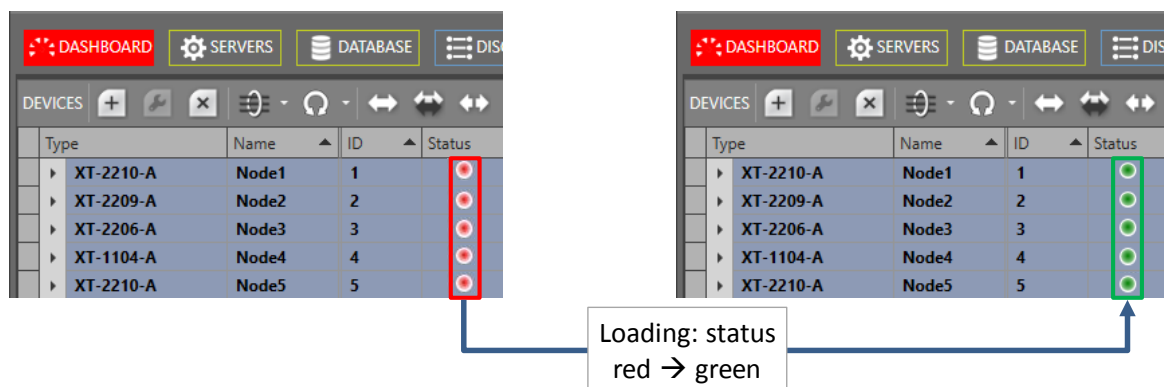 DASHBOARD SERVERS DATABASE
DEVICES
Type Name ID Status
XT-2210-A Node1 1
XT-2209-A Node2 2
XT-2206-A Node3 3
XT-1104-A Node4 4
XT-2210-A Node5 5
DASHBOARD SERVERS DATABASE DIS
DEVICES
Type Name ID Status
XT-2210-A Node1 1
XT-2209-A Node2 2
XT-2206-A Node3 3
XT-1104-A Node4 4
XT-2210-A Node5 5
Loading: status
red → green